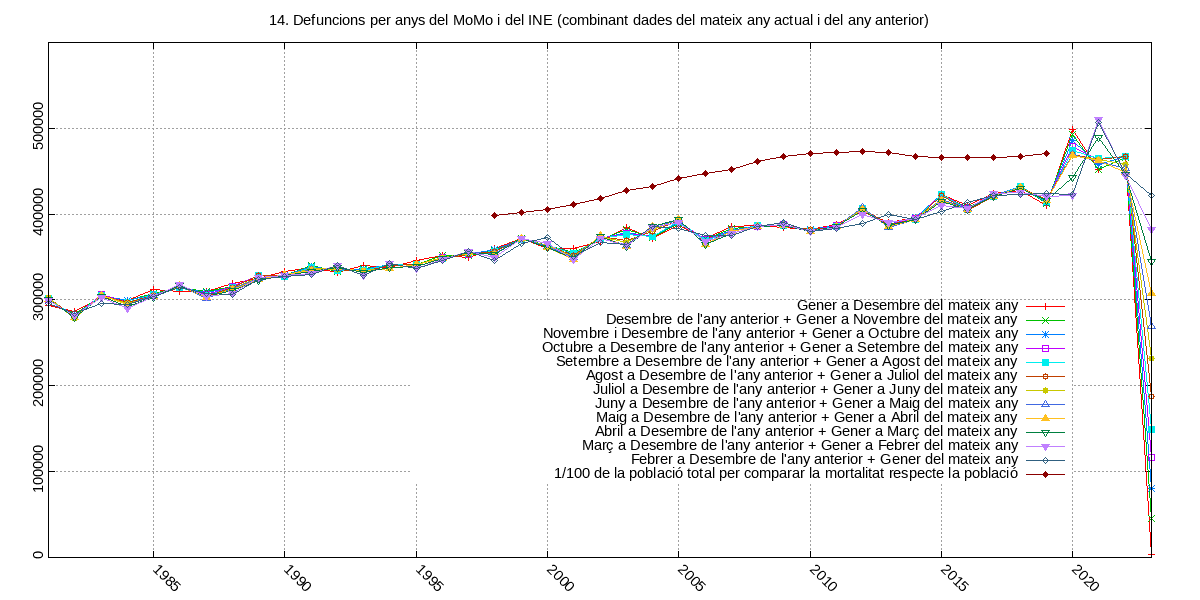 14. Defuncions per anys del MoMo i del INE (combinant dades del mateix any actual i del any anterior)
500000
400000
300000
200000
100000
0
Gener a Desembre del mateix any
Desembre de l'any anterior + Gener a Novembre del mateix any
Novembre i Desembre de l'any anterior + Gener a Octubre del mateix any
Octubre a Desembre de l'any anterior + Gener a Setembre del mateix any
Setembre a Desembre de l'any anterior + Gener a Agost del mateix any
Agost a Desembre de l'any anterior + Gener a Juliol del mateix any
Juliol a Desembre de l'any anterior + Gener a Juny del mateix any
Juny a Desembre de l'any anterior + Gener a Maig del mateix any
Maig a Desembre de l'any anterior + Gener a Abril del mateix any
Abril a Desembre de l'any anterior + Gener a Març del mateix any
Març a Desembre de l'any anterior + Gener a Febrer del mateix any
Febrer a Desembre de l'any anterior + Gener del mateix any
1/100 de la població total per comparar la mortalitat respecte la població
1985
1990
1995
2000
2005
2010
2015
2020